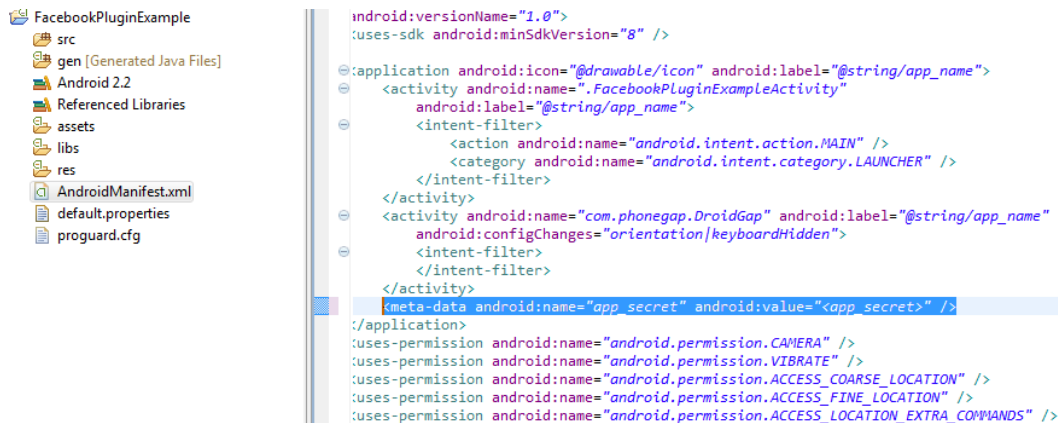 FacebookPluginExample
src
gen [Generated Java Files]
Android 2.2
Referenced Libraries
assets
libs
res
AndroidManifest.xml
default.properties
proguard.cfg
android:versionName="1.0">
<uses-sdk android:minSdkVersion="8" />
<application android:icon="@drawable/icon" android:label="@string/app_name">
<activity android:name=".FacebookPluginExampleActivity"
android:label="@string/app_name">
<intent-filter>
<action android:name="android.intent.action.MAIN" />
<category android:name="android.intent.category.LAUNCHER" />
</intent-filter>
</activity>
<activity android:name="com.phonegap.DroidGap" android:label="@string/app_name"
android:configChanges="orientation|keyboardHidden">
<intent-filter>
</intent-filter>
</activity>
<meta-data android:name="app_secret" android:value="<app_secret>" />
</application>
<uses-permission android:name="android.permission.CAMERA" />
<uses-permission android:name="android.permission.VIBRATE" />
<uses-permission android:name="android.permission.ACCESS_COARSE_LOCATION" />
<uses-permission android:name="android.permission.ACCESS_FINE_LOCATION" />
<uses-permission android:name="android.permission.ACCESS_LOCATION_EXTRA_COMMANDS" />